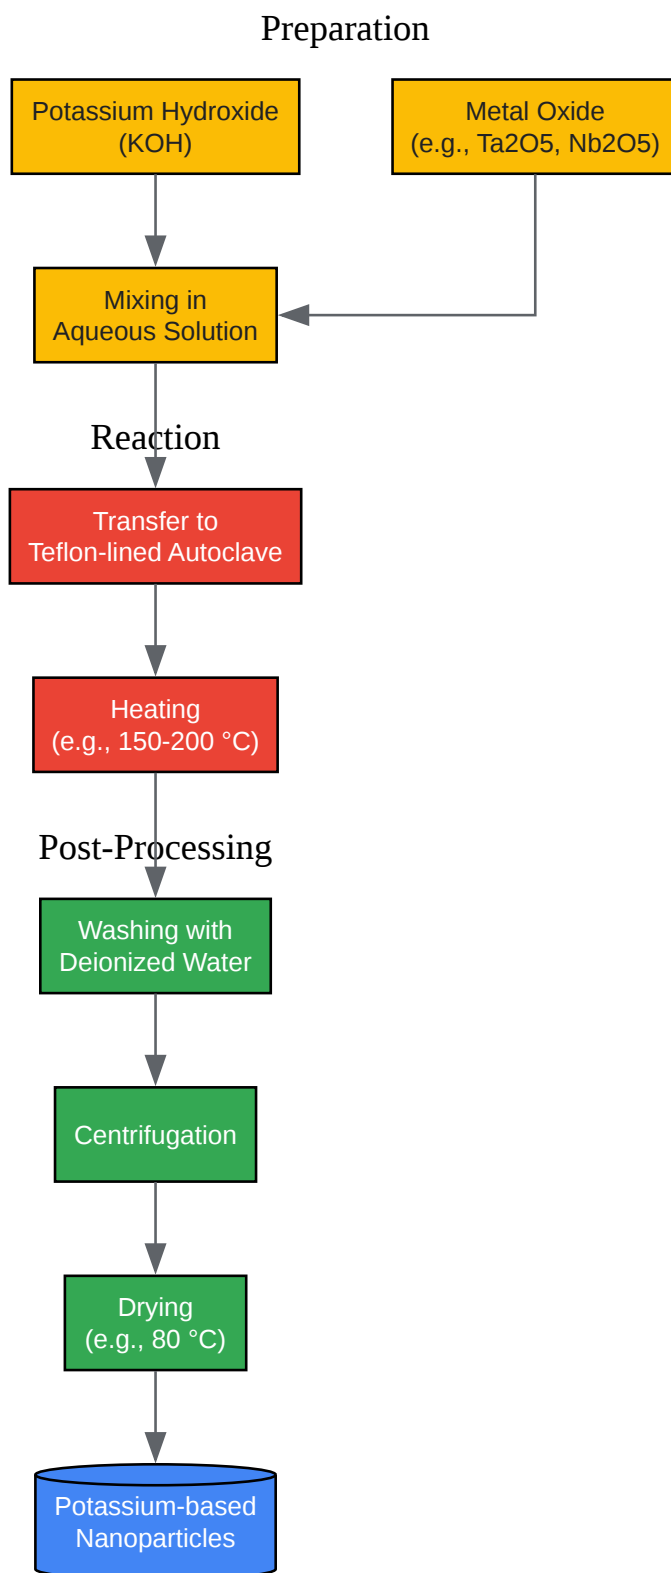 Preparation
Potassium Hydroxide
(KOH)
Metal Oxide
(e.g., Ta2O5, Nb2O5)
Mixing in
Aqueous Solution
Reaction
Transfer to
Teflon-lined Autoclave
Heating
(e.g., 150-200 °C)
Post-Processing
Washing with
Deionized Water
Centrifugation
Drying
(e.g., 80 °C)
Potassium-based
Nanoparticles